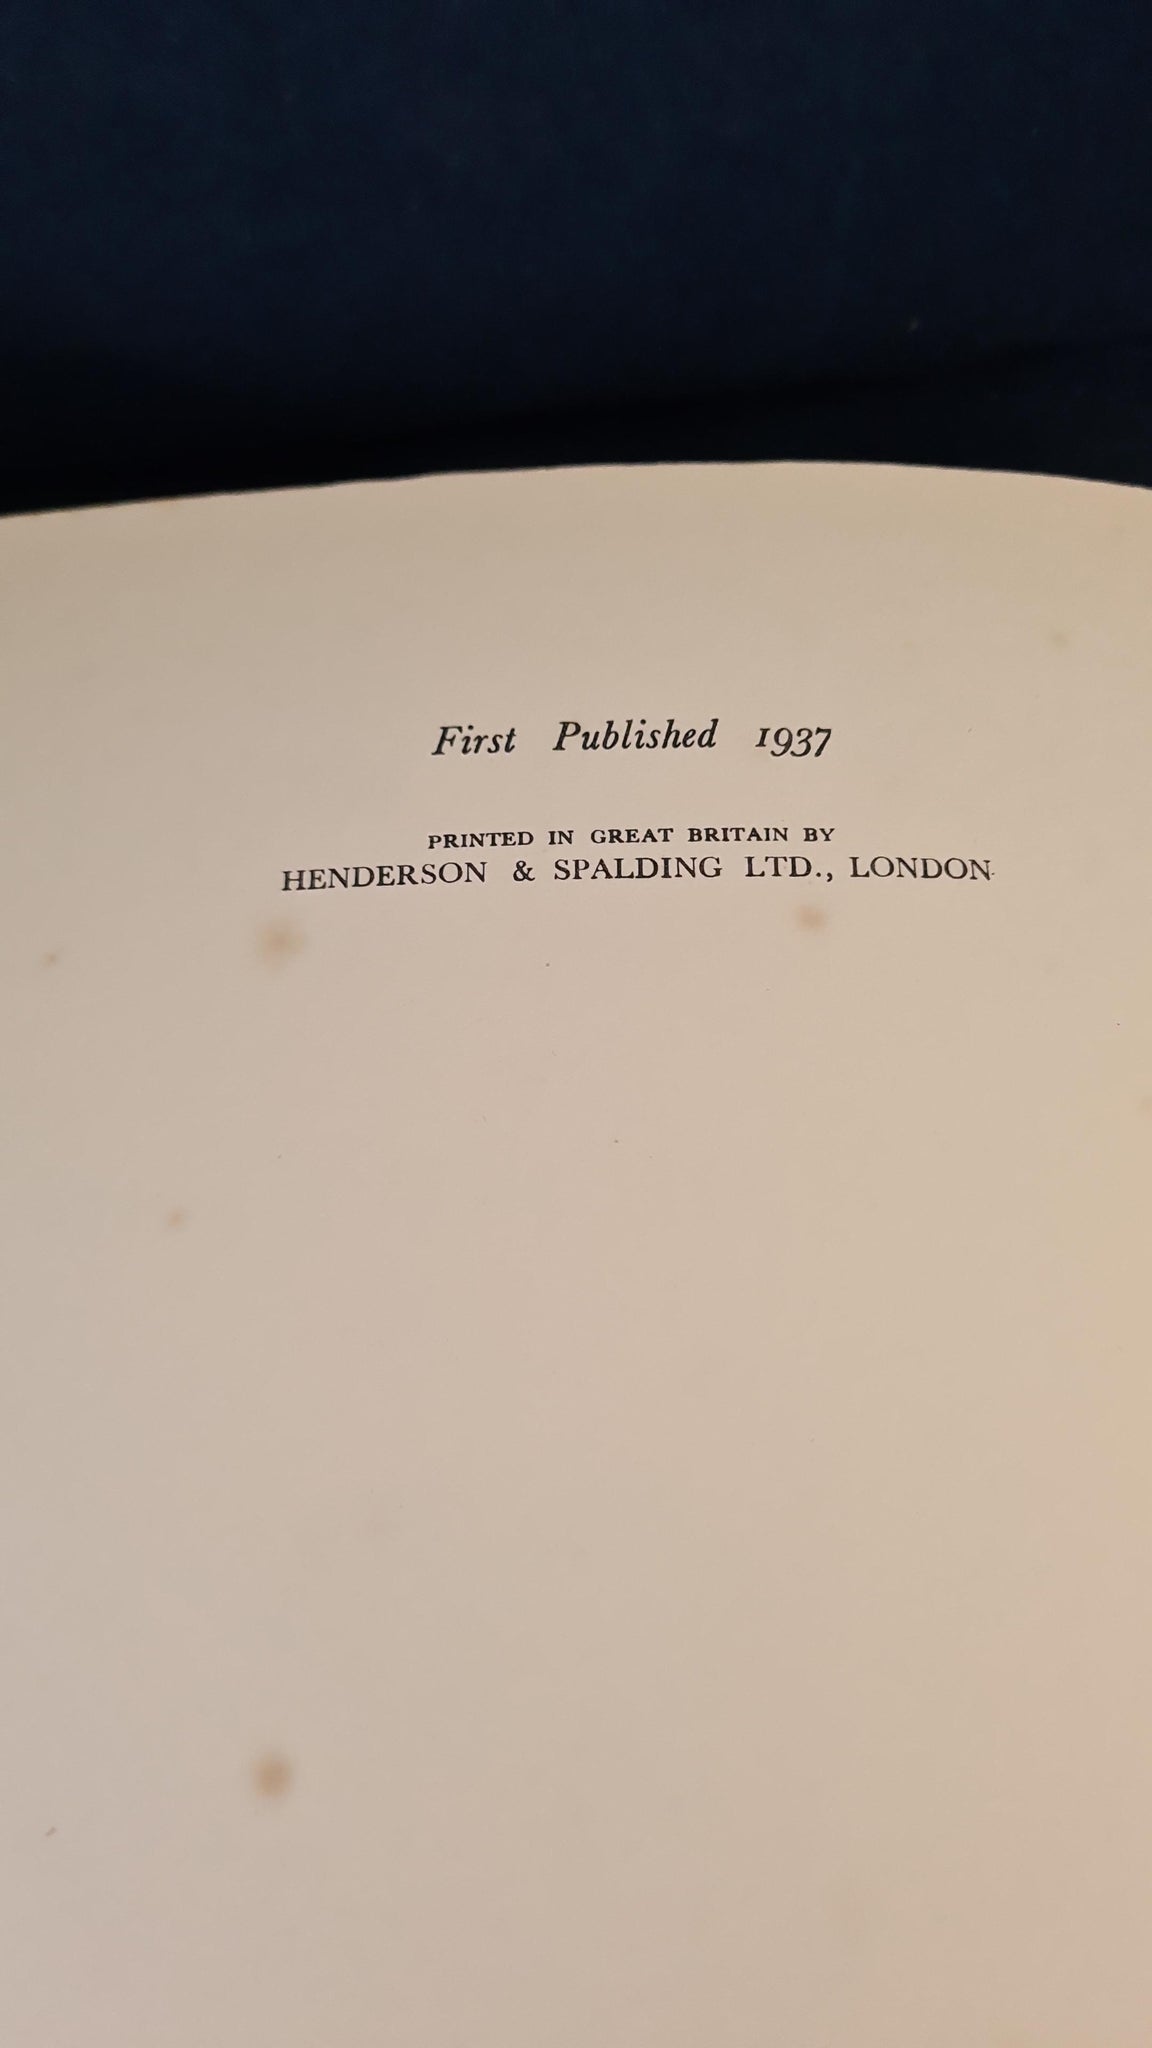 First Published 1937
PRINTED IN GREAT BRITAIN BY
HENDERSON & SPALDING LTD., LONDON